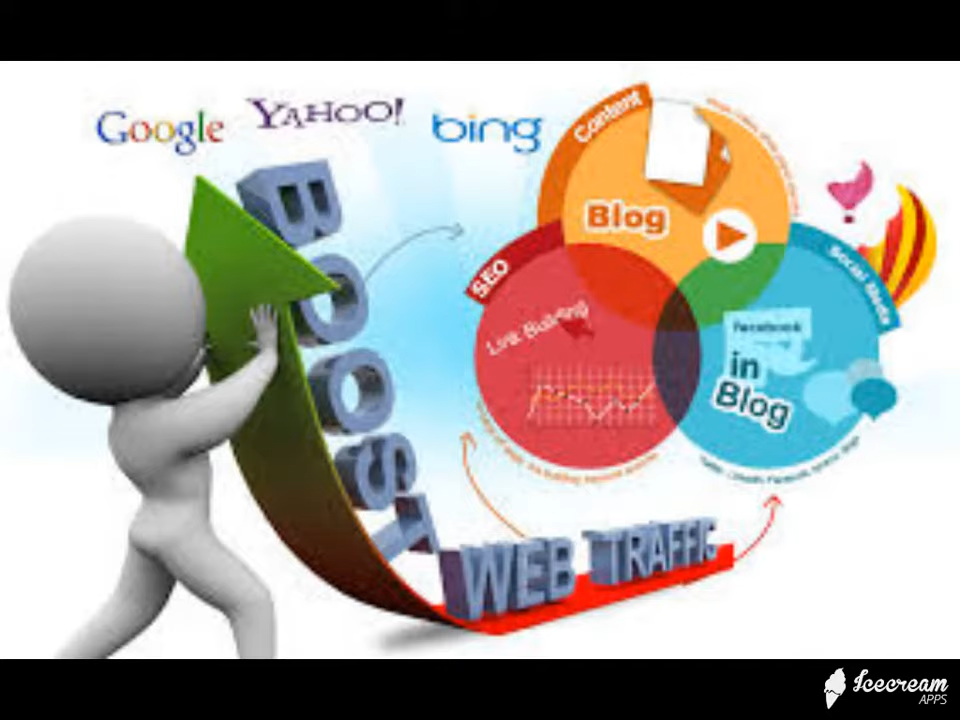 Google
YAHOO!
bing
BOOST
WEB TRAFFIC
Content
Blog
SEO
Link Building
Social Media
facebook
in
Blog
Icecream
APPS